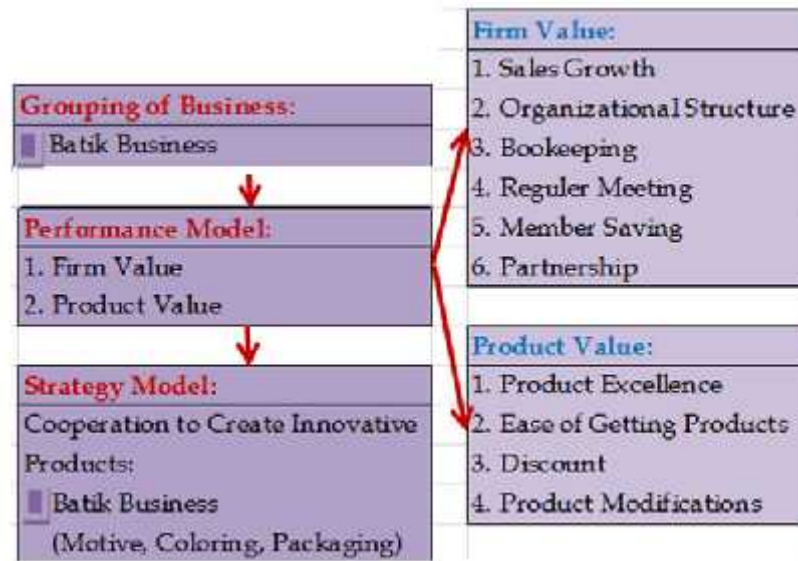 Grouping of Business:
Batik Business
Performance Model:
1. Firm Value
2. Product Value
Strategy Model:
Cooperation to Create Innovative
Products:
Batik Business
(Motive, Coloring, Packaging)
Firm Value:
1. Sales Growth
2. Organizational Structure
3. Bookeeping
4. Reguler Meeting
5. Member Saving
6. Partnership
Product Value:
1. Product Excellence
2. Ease of Getting Products
3. Discount
4. Product Modifications